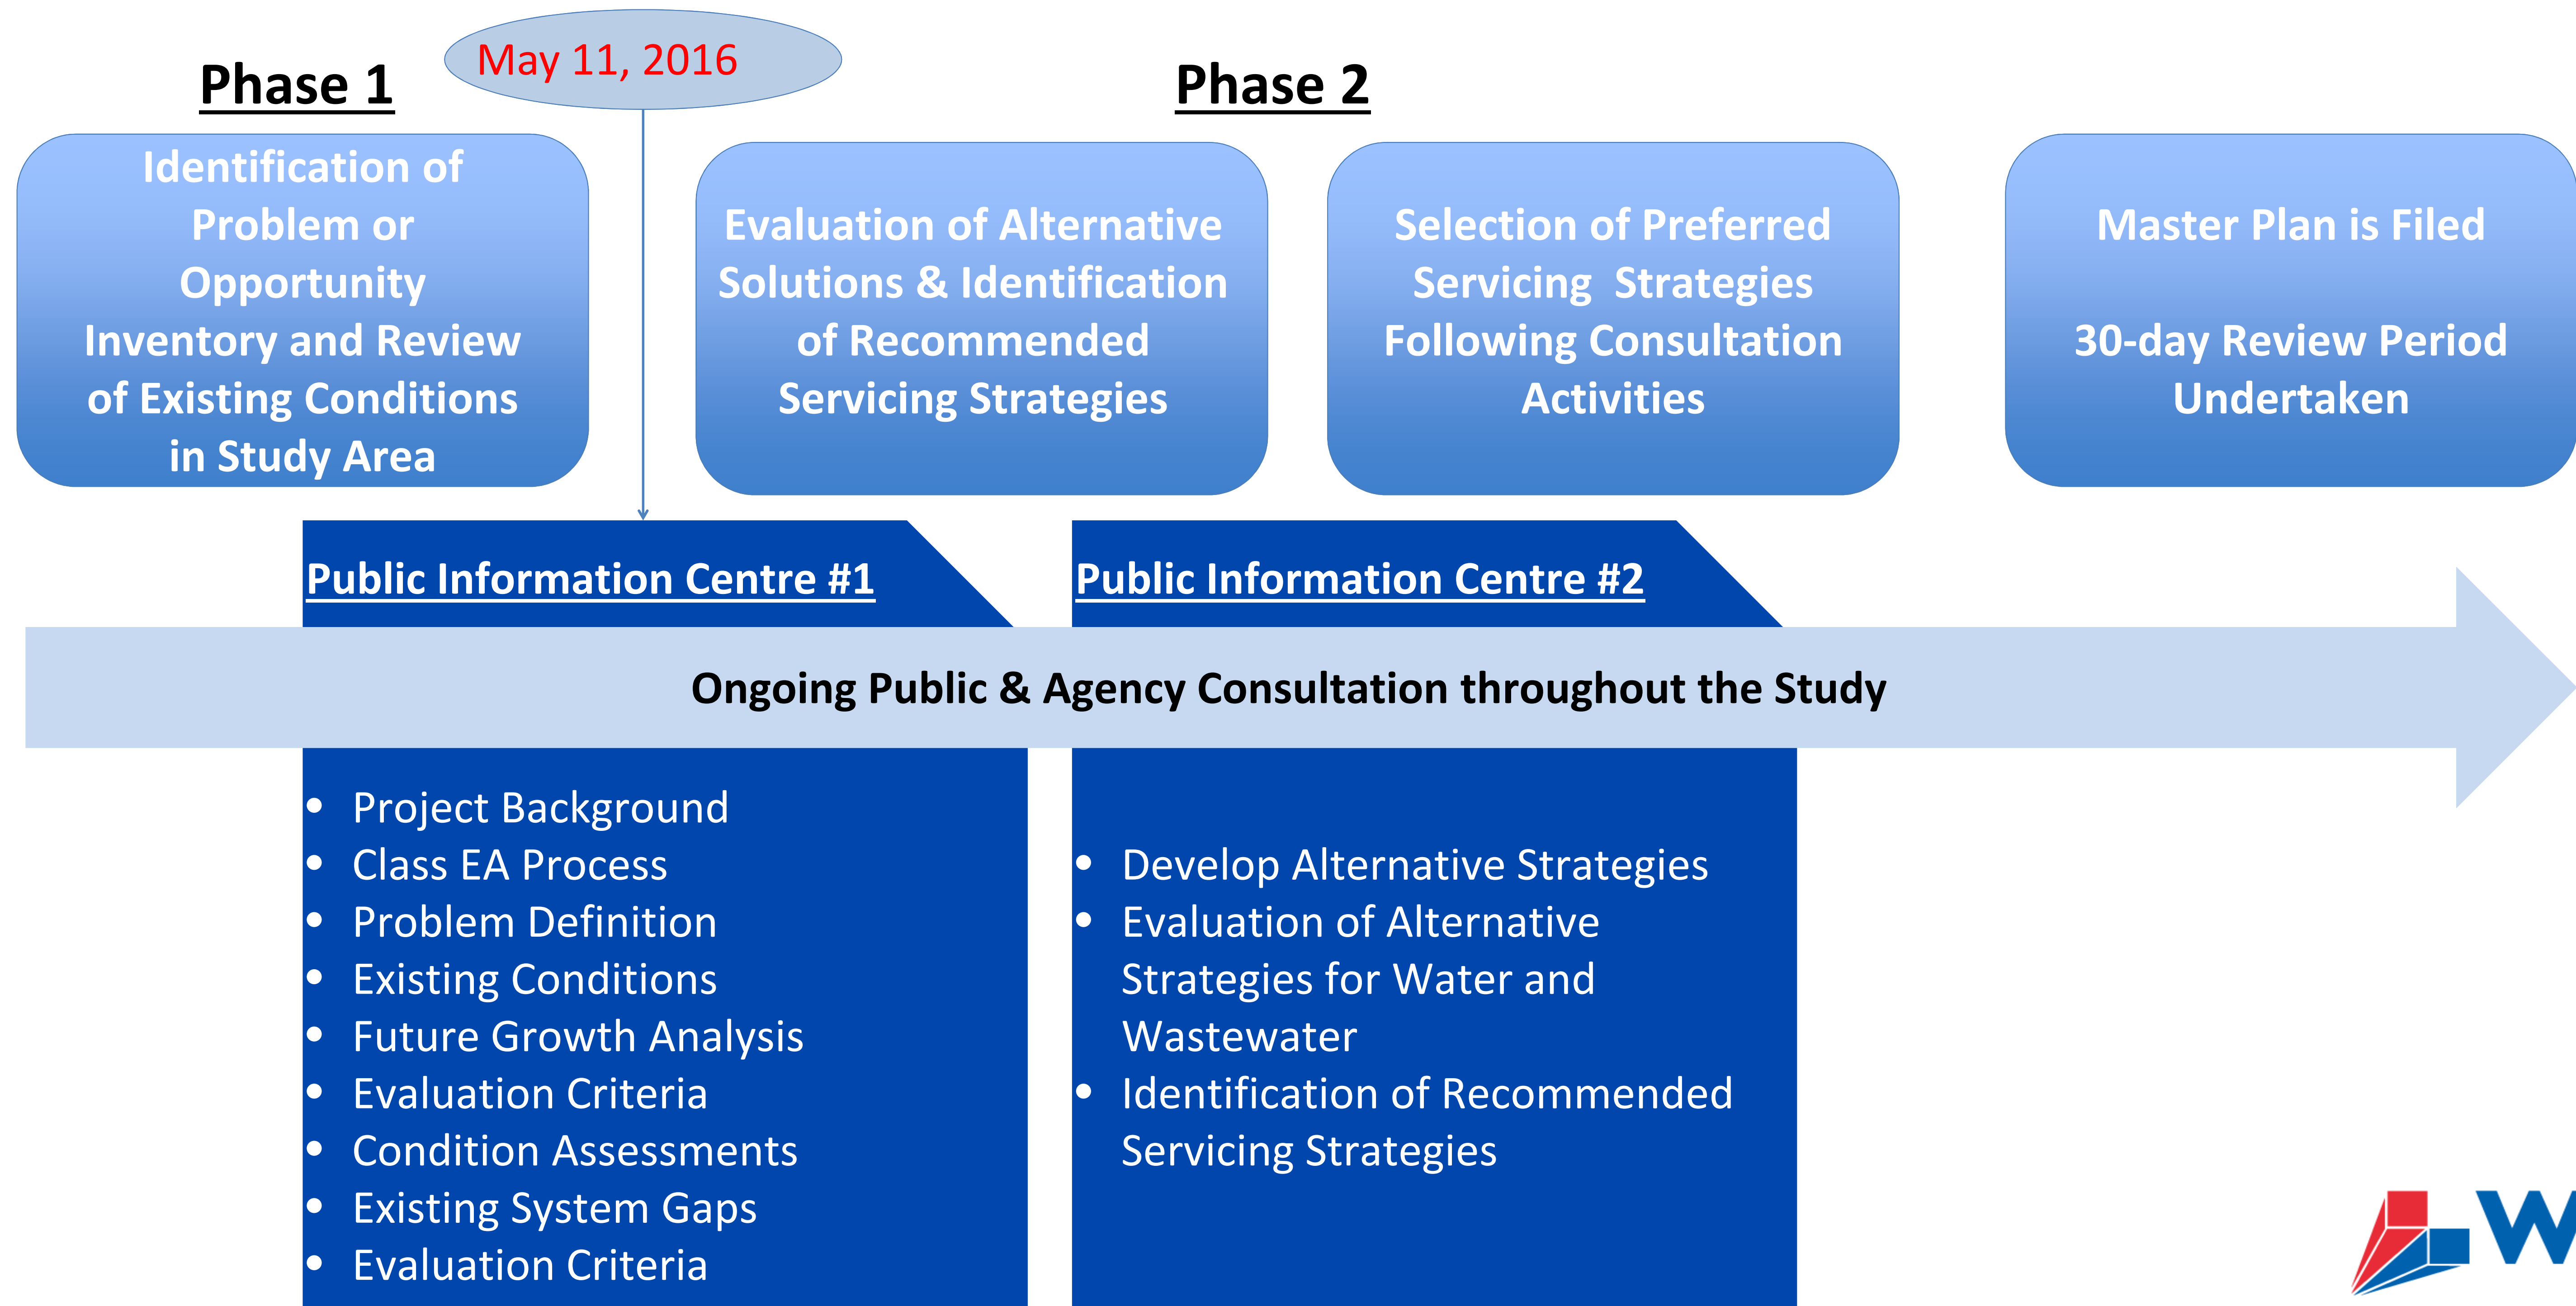 May 11, 2016
Phase 1
Phase 2
Identification of
Problem or
Opportunity
Inventory and Review
of Existing Conditions
in Study Area
Evaluation of Alternative
Solutions & Identification
of Recommended
Servicing Strategies
Selection of Preferred
Servicing Strategies
Following Consultation
Activities
Master Plan is Filed
30-day Review Period
Undertaken
Public Information Centre #1
Public Information Centre #2
Ongoing Public & Agency Consultation throughout the Study
• Project Background
• Class EA Process
• Problem Definition
• Existing Conditions
• Future Growth Analysis
• Evaluation Criteria
• Condition Assessments
• Existing System Gaps
• Evaluation Criteria
• Develop Alternative Strategies
• Evaluation of Alternative
Strategies for Water and
Wastewater
• Identification of Recommended
Servicing Strategies